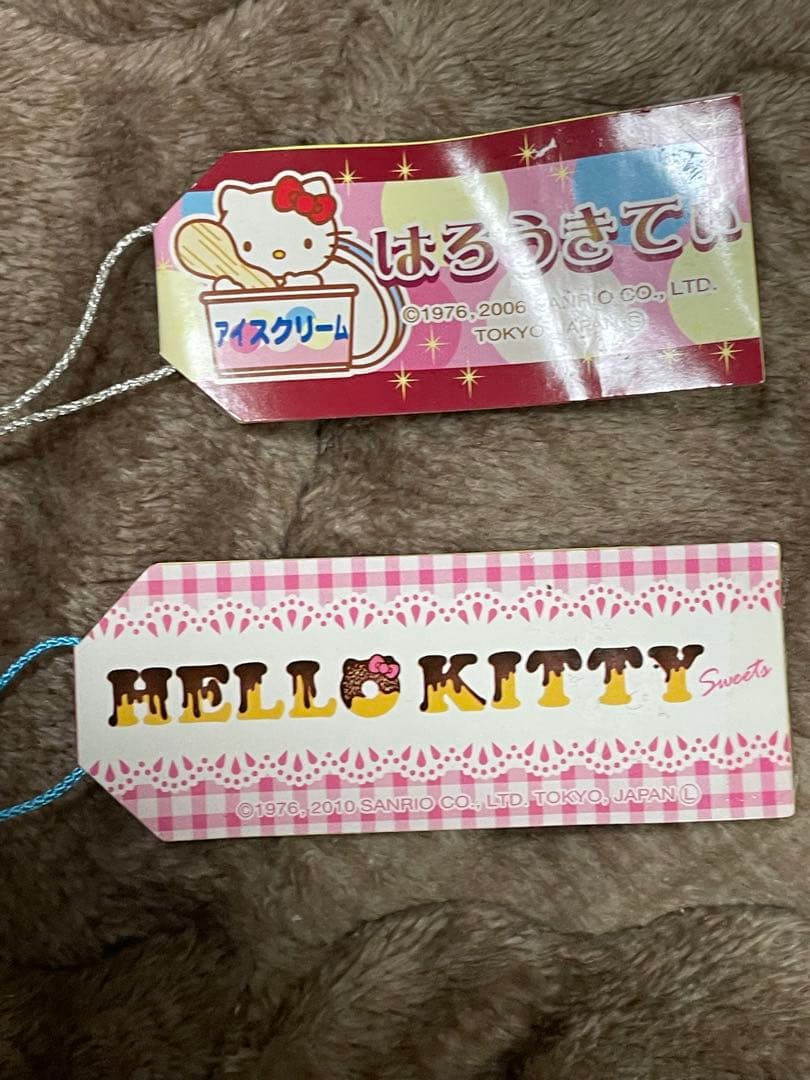 はろうきてぃ
アイスクリーム
©1976, 2006 SANRIO CO., LTD.
TOKYO, JAPAN Ⓢ
HELLO KITTY Sweets
©1976, 2010 SANRIO CO., LTD. TOKYO, JAPAN Ⓛ